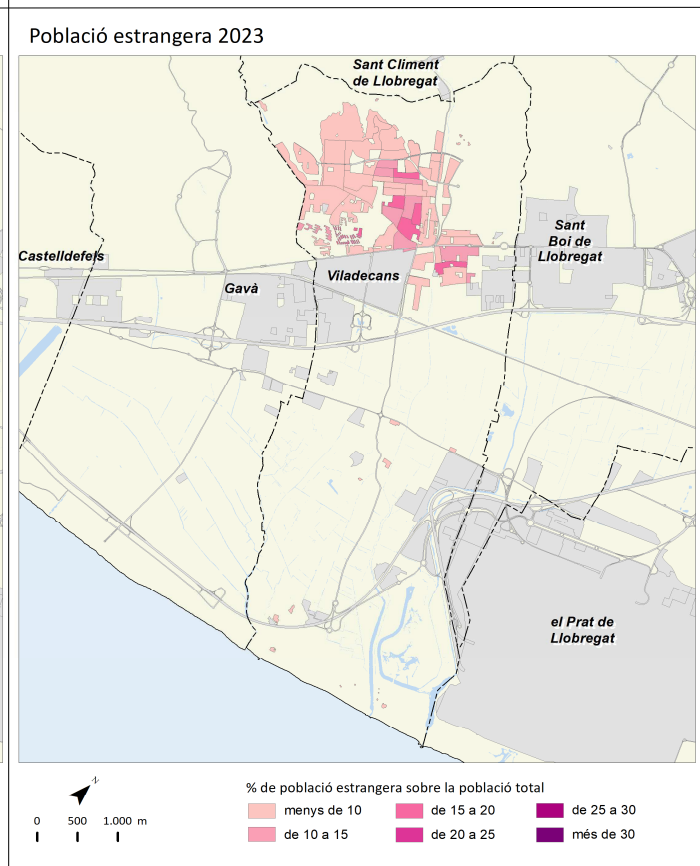 Població estrangera 2023
Sant Climent
de Llobregat
Sant
Boi de
Llobregat
Castelldefels
Viladecans
Gavà
el Prat de
Llobregat
N
% de població estrangera sobre la població total
0 500 1.000 m
menys de 10
de 15 a 20
de 25 a 30
de 10 a 15
de 20 a 25
més de 30